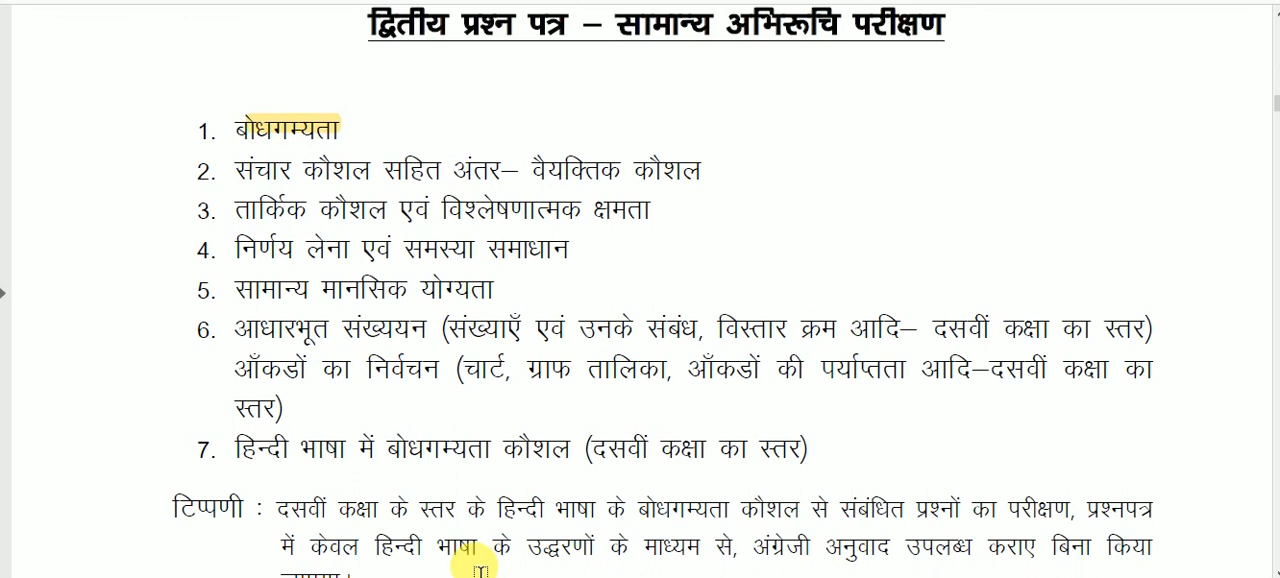 द्वितीय प्रश्न पत्र – सामान्य अभिरूचि परीक्षण
1. बोधगम्यता
2. संचार कौशल सहित अंतर– वैयक्तिक कौशल
3. तार्किक कौशल एवं विश्लेषणात्मक क्षमता
4. निर्णय लेना एवं समस्या समाधान
5. सामान्य मानसिक योग्यता
6. आधारभूत संख्ययन (संख्याएँ एवं उनके संबंध, विस्तार क्रम आदि– दसवीं कक्षा का स्तर)
आँकडों का निर्वचन (चार्ट, ग्राफ तालिका, आँकडों की पर्याप्तता आदि–दसवीं कक्षा का
स्तर)
7. हिन्दी भाषा में बोधगम्यता कौशल (दसवीं कक्षा का स्तर)
टिप्पणी : दसवीं कक्षा के स्तर के हिन्दी भाषा के बोधगम्यता कौशल से संबंधित प्रश्नों का परीक्षण, प्रश्नपत्र
में केवल हिन्दी भाषा के उद्धरणों के माध्यम से, अंग्रेजी अनुवाद उपलब्ध कराए बिना किया